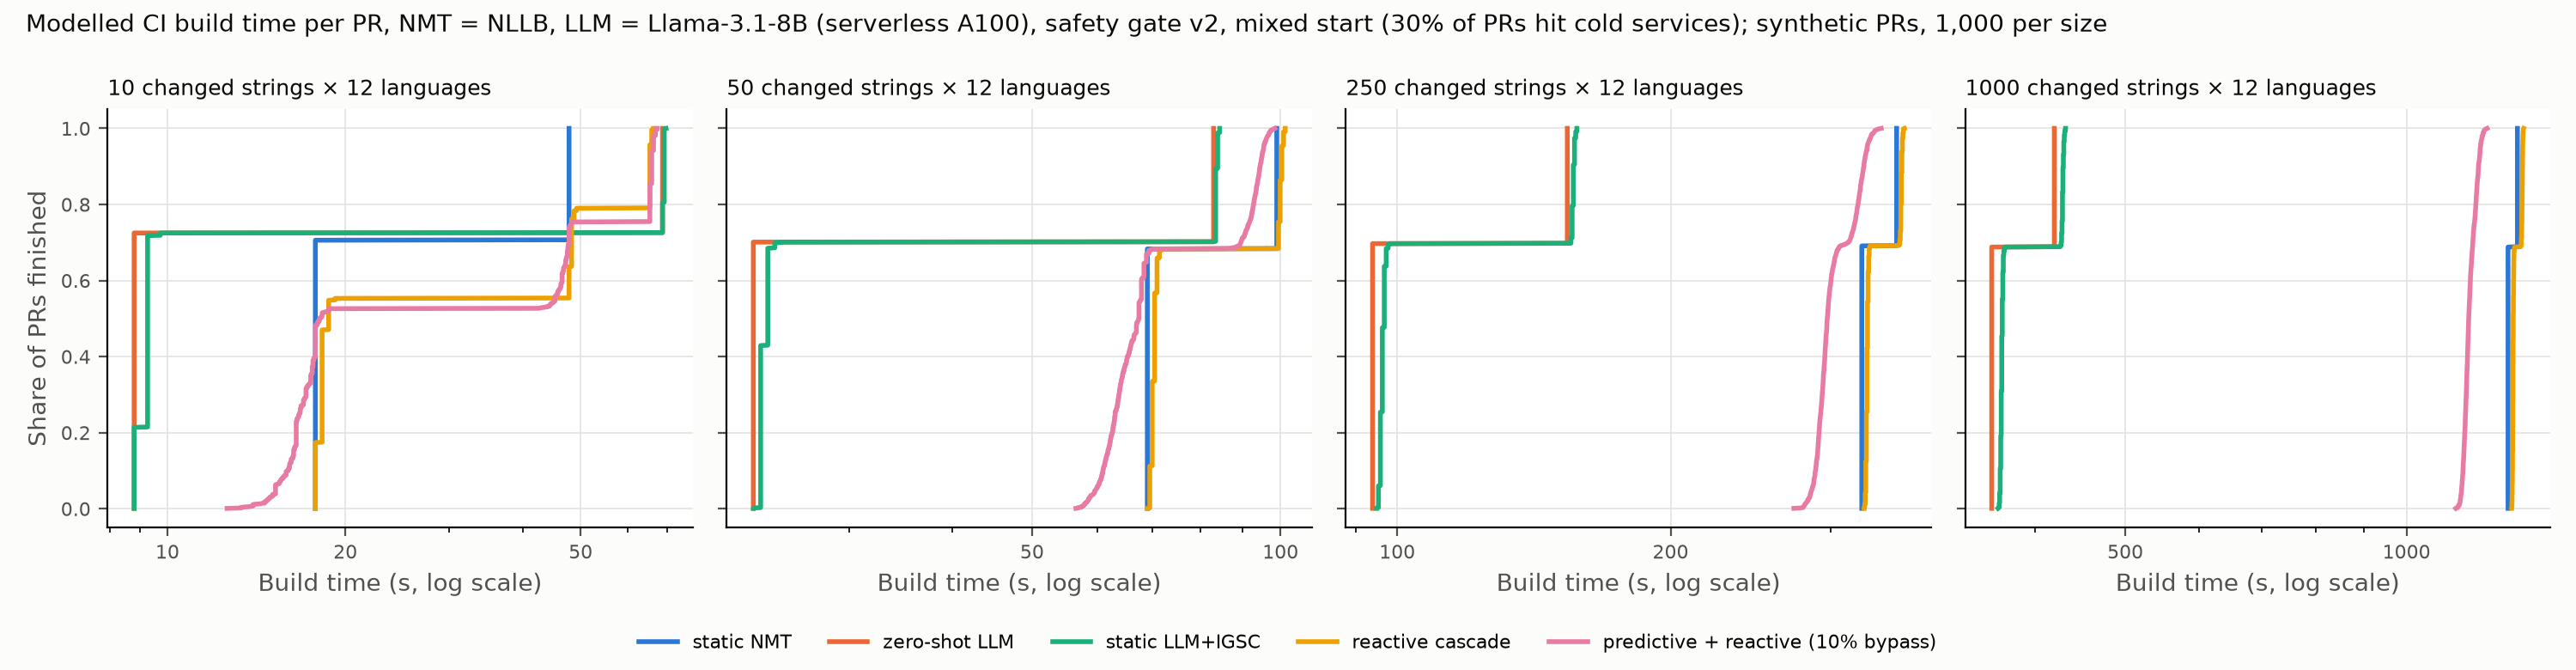 Modelled CI build time per PR, NMT = NLLB, LLM = Llama-3.1-8B (serverless A100), safety gate v2, mixed start (30% of PRs hit cold services); synthetic PRs, 1,000 per size
10 changed strings × 12 languages
50 changed strings × 12 languages
250 changed strings × 12 languages
1000 changed strings × 12 languages
Share of PRs finished
1.0
0.8
0.6
0.4
0.2
0.0
10 20 50
50 100
100 200
500 1000
Build time (s, log scale)
Build time (s, log scale)
Build time (s, log scale)
Build time (s, log scale)
static NMT
zero-shot LLM
static LLM+IGSC
reactive cascade
predictive + reactive (10% bypass)